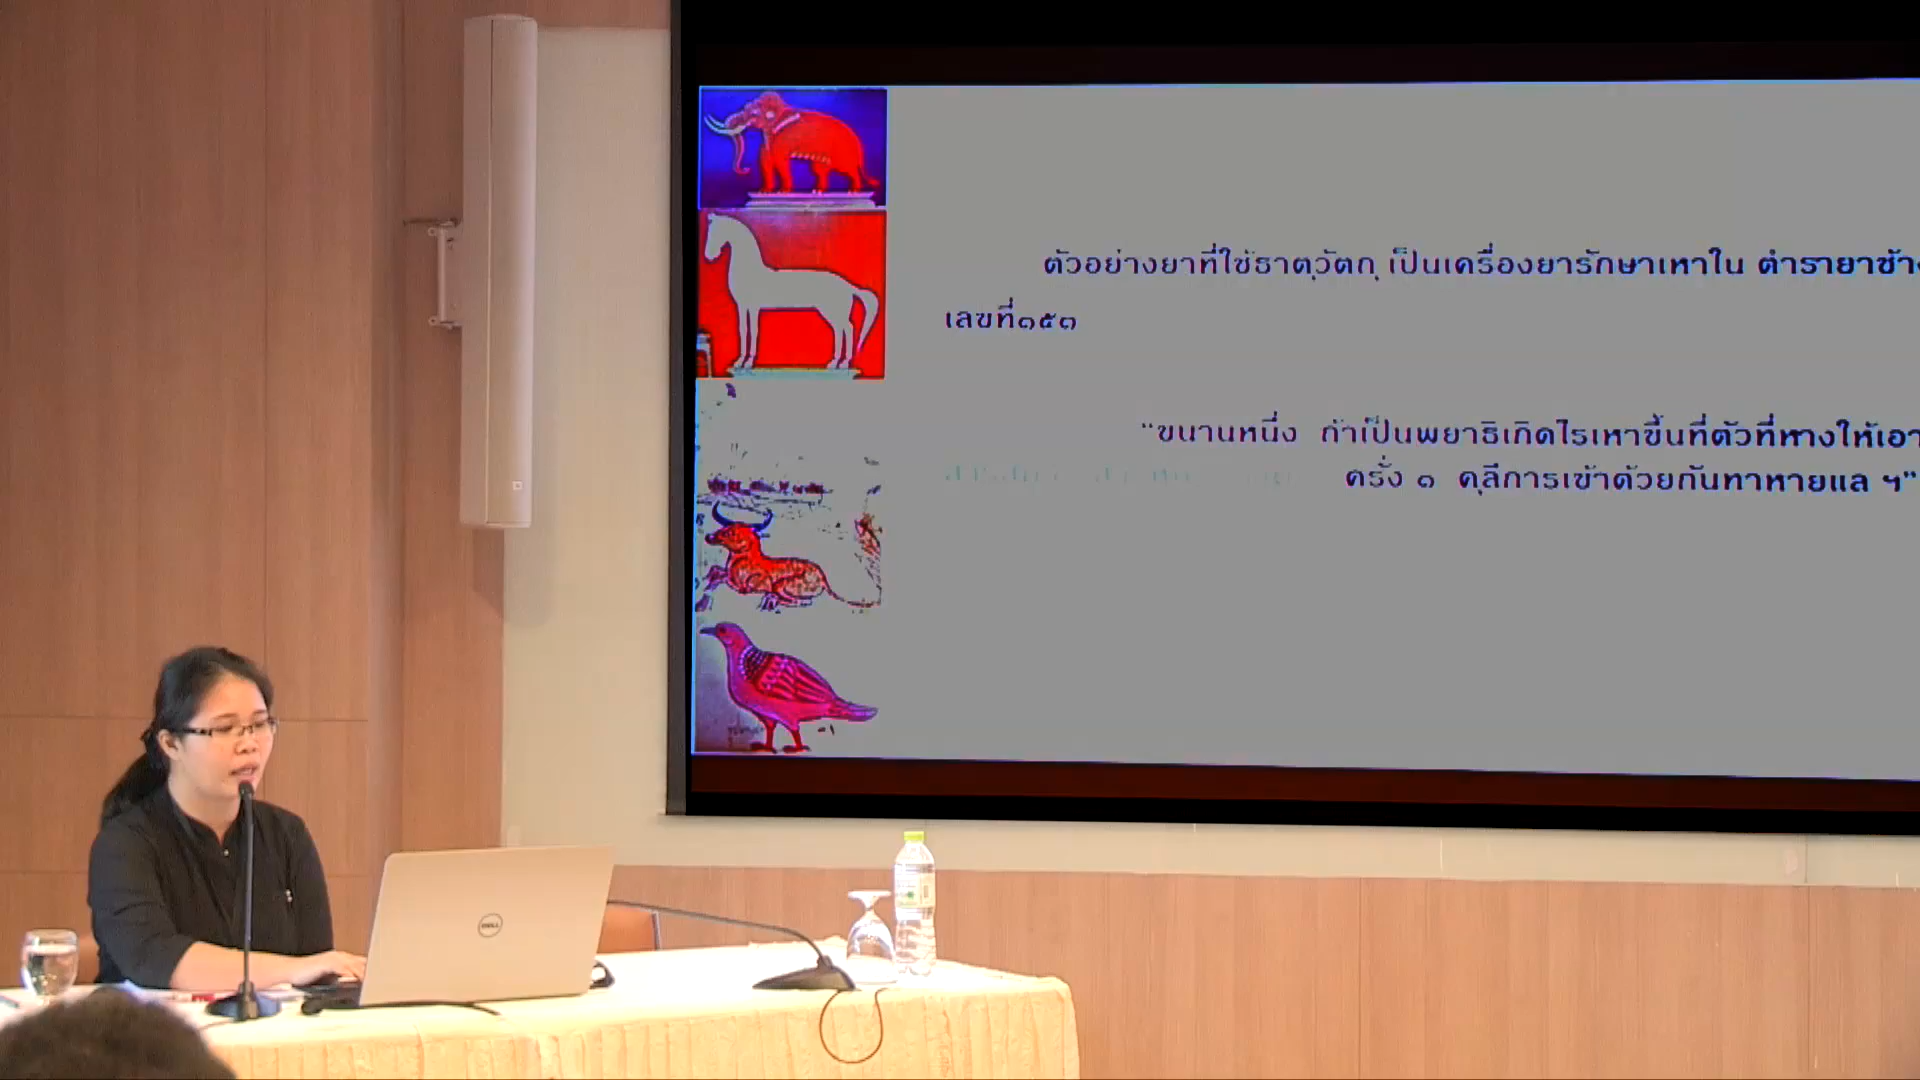 ตัวอย่างยาที่ใช้ธาตุวัตถุ เป็นเครื่องยารักษาเหาใน ตำรายาช้าง
เลขที่๑๕๓
“ขนานหนึ่ง ถ้าเป็นพยาธิเกิดไรเหาขึ้นที่ตัวที่หางให้เอา
ครั่ง ๑ คุลีการเข้าด้วยกันทาหายแล ฯ”
DELL